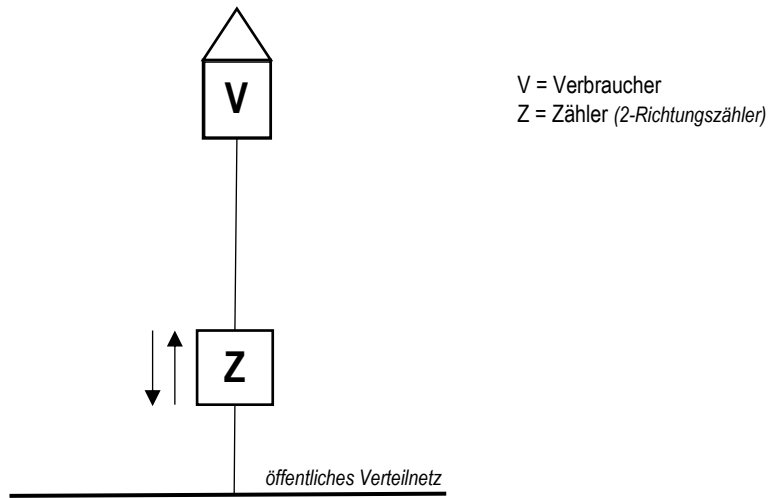 V
V = Verbraucher
Z = Zähler (2-Richtungszähler)
Z
öffentliches Verteilnetz